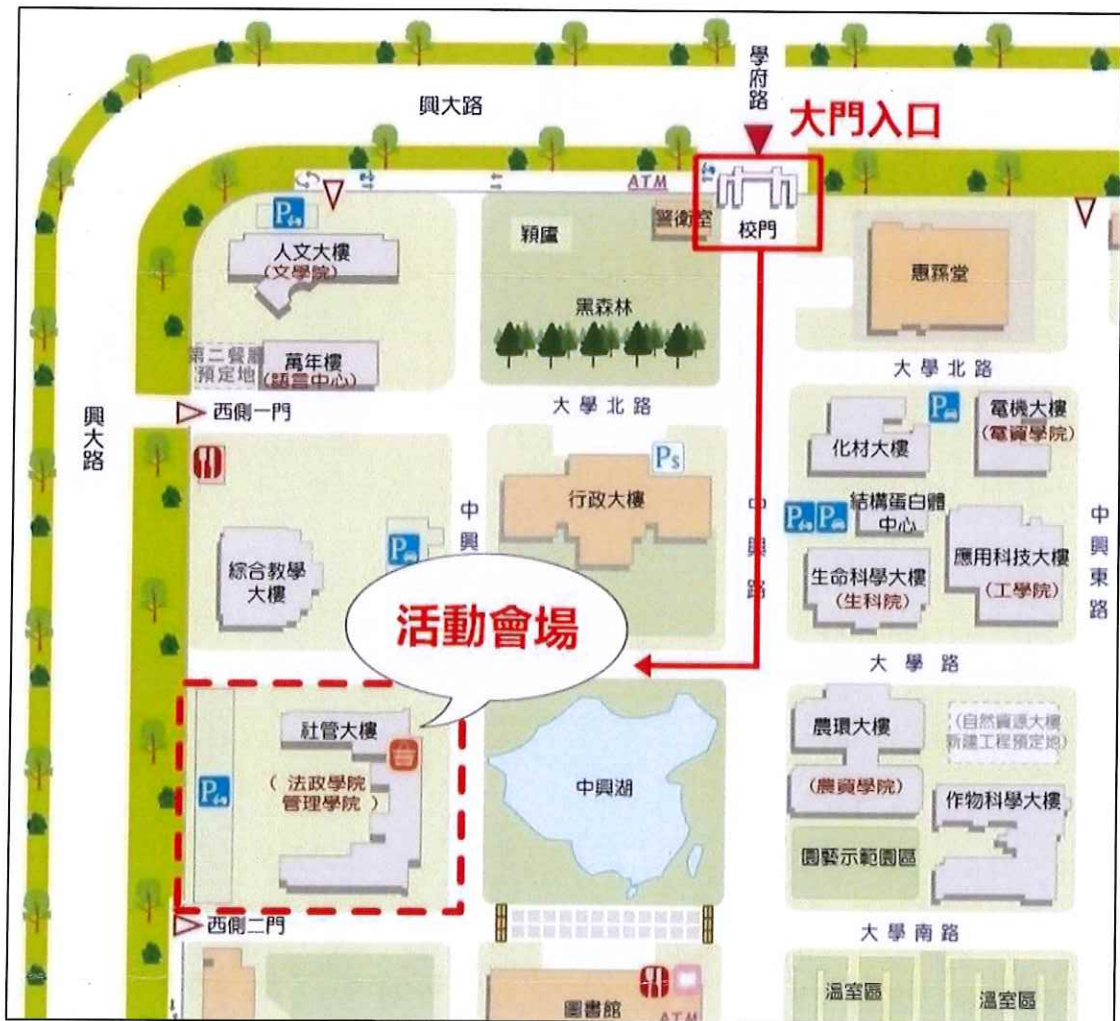 學府路
興大路
大門入口
ATM
警衛室
校門
穎廬
人文大樓
(文學院)
惠蓀堂
黑森林
第二餐廳
預定地
萬年樓
(語言中心)
大學北路
大學北路
西側一門
興大路
電機大樓
(電資學院)
化材大樓
行政大樓
Ps
中興路
中興東路
結構蛋白體
中心
綜合教學
大樓
生命科學大樓
(生科院)
應用科技大樓
(工學院)
活動會場
大學路
社管大樓
(法政學院
管理學院)
中興湖
農環大樓
(農資學院)
(自然資源大樓
新建工程預定地)
作物科學大樓
園藝示範園區
西側二門
大學南路
圖書館
ATM
溫室區
溫室區